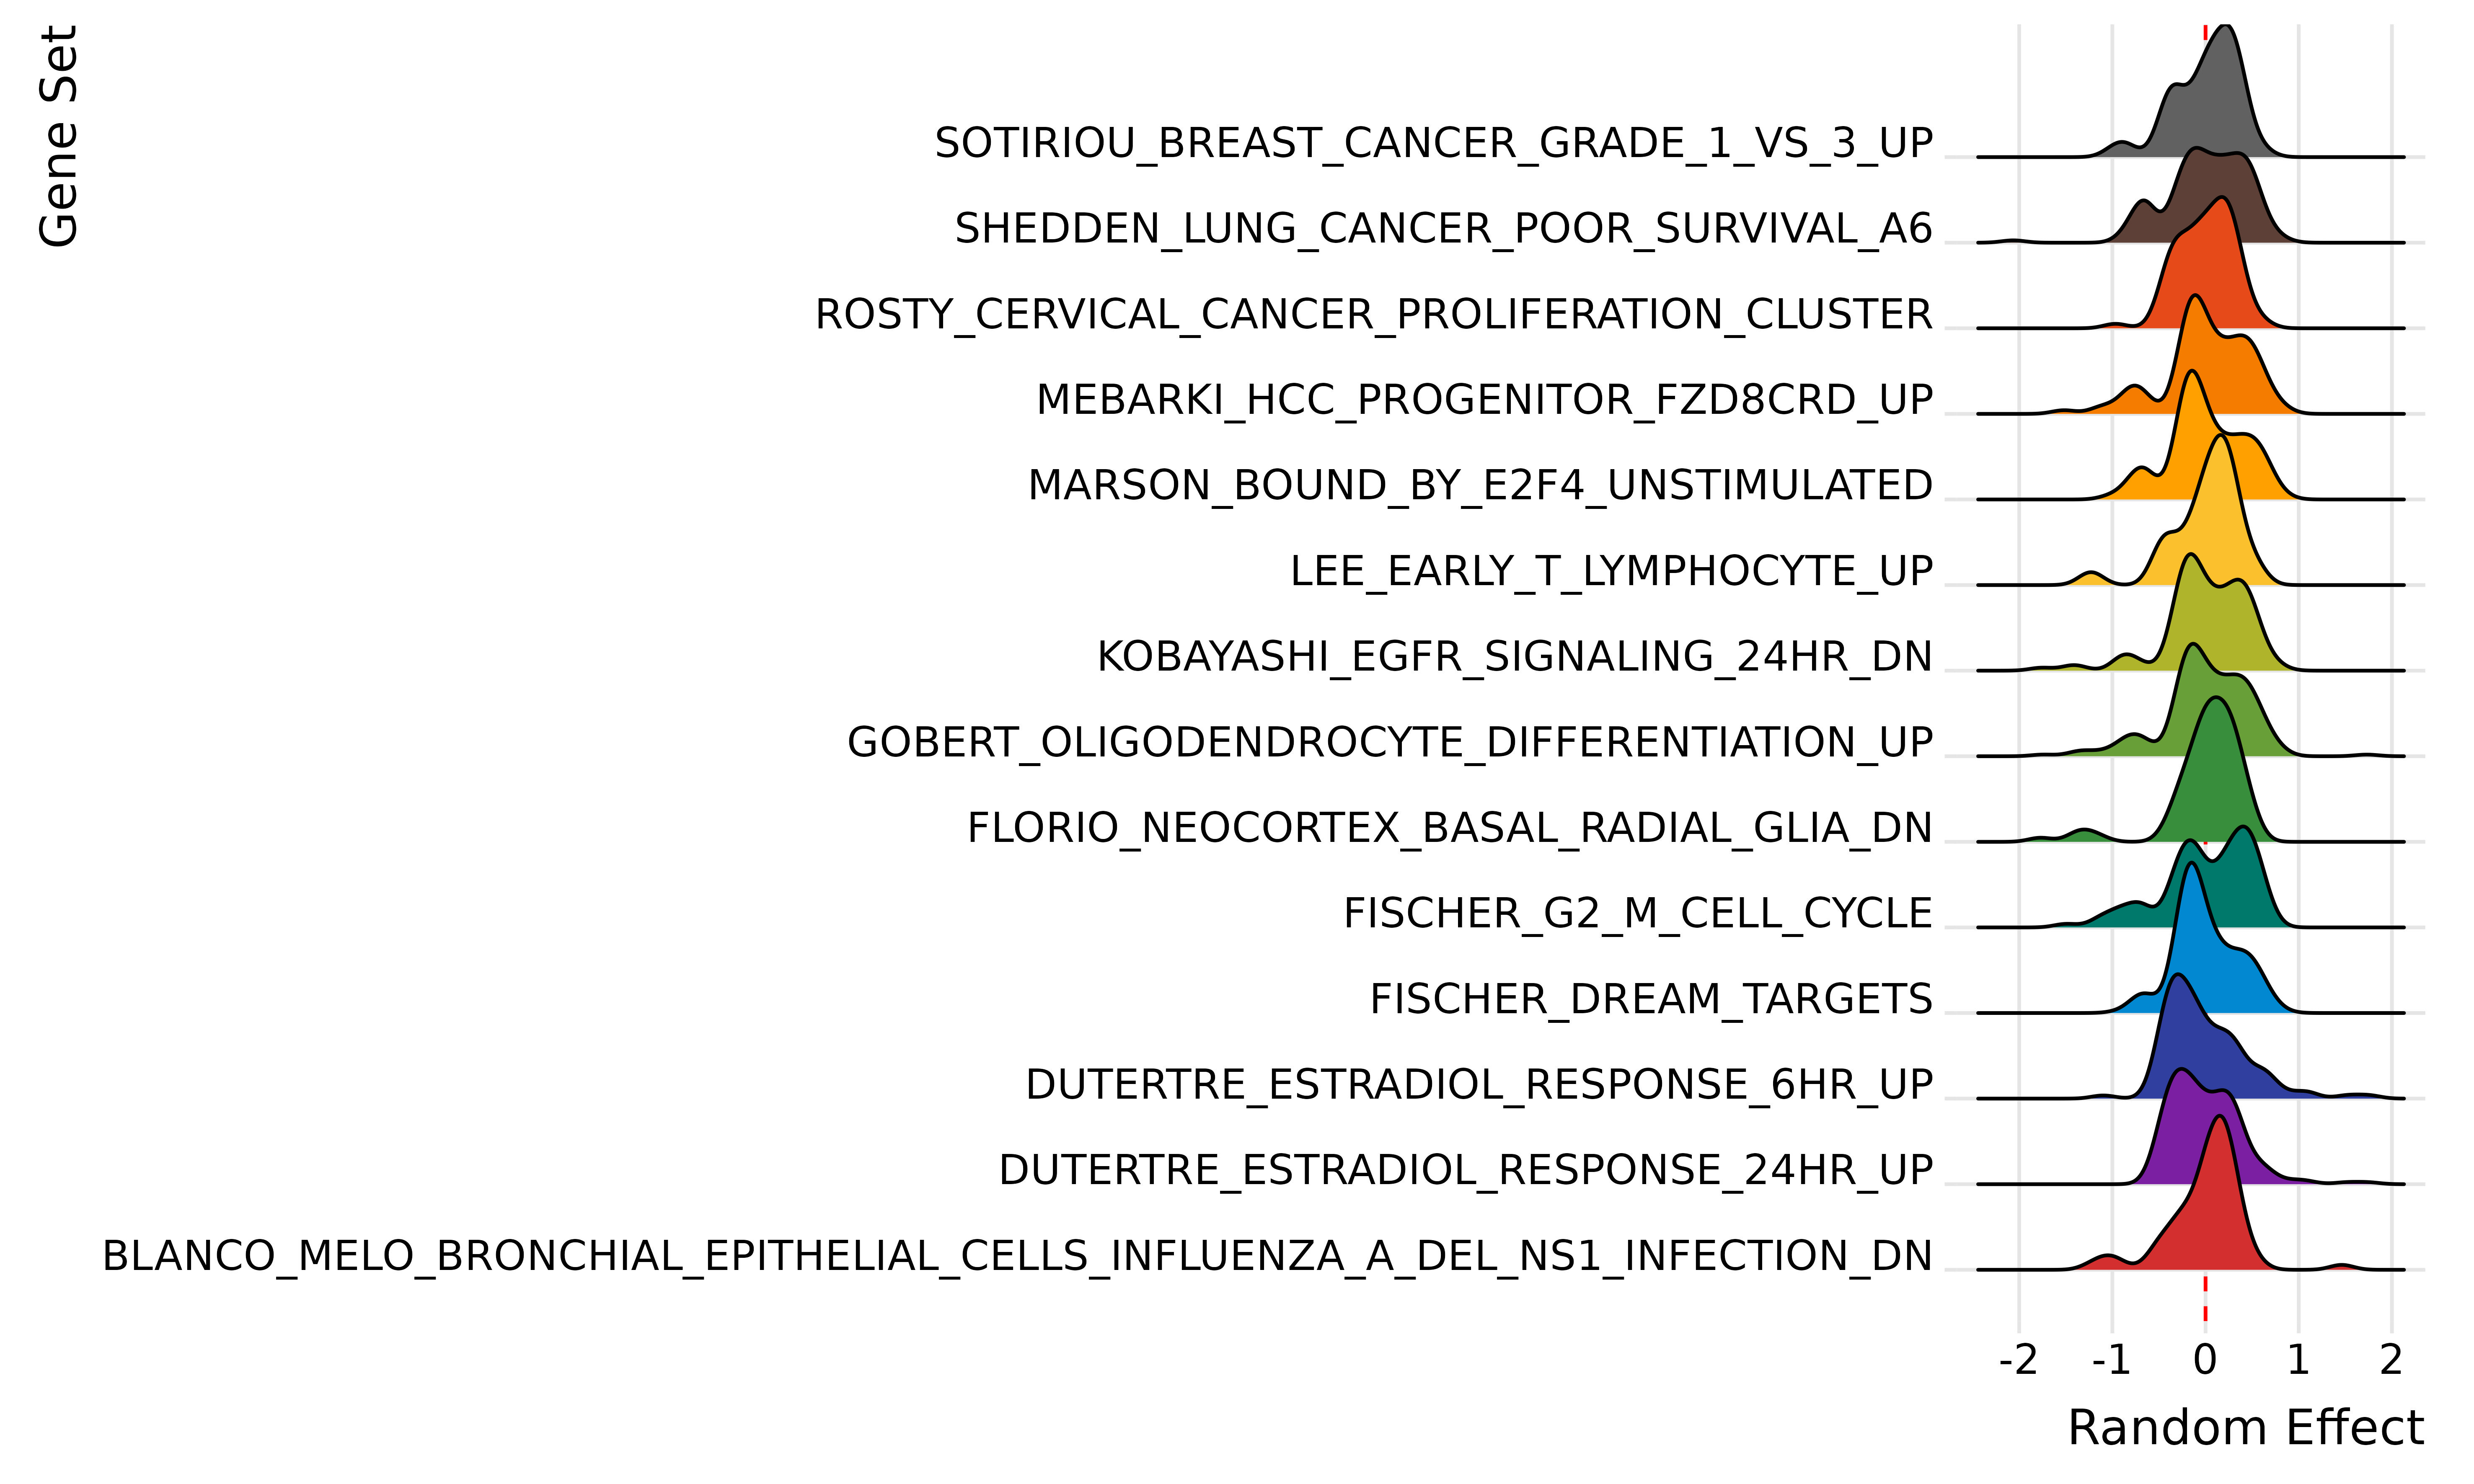 Gene Set
SOTIRIOU_BREAST_CANCER_GRADE_1_VS_3_UP
SHEDDEN_LUNG_CANCER_POOR_SURVIVAL_A6
ROSTY_CERVICAL_CANCER_PROLIFERATION_CLUSTER
MEBARKI_HCC_PROGENITOR_FZD8CRD_UP
MARSON_BOUND_BY_E2F4_UNSTIMULATED
LEE_EARLY_T_LYMPHOCYTE_UP
KOBAYASHI_EGFR_SIGNALING_24HR_DN
GOBERT_OLIGODENDROCYTE_DIFFERENTIATION_UP
FLORIO_NEOCORTEX_BASAL_RADIAL_GLIA_DN
FISCHER_G2_M_CELL_CYCLE
FISCHER_DREAM_TARGETS
DUTERTRE_ESTRADIOL_RESPONSE_6HR_UP
DUTERTRE_ESTRADIOL_RESPONSE_24HR_UP
BLANCO_MELO_BRONCHIAL_EPITHELIAL_CELLS_INFLUENZA_A_DEL_NS1_INFECTION_DN
-2 -1 0 1 2
Random Effect